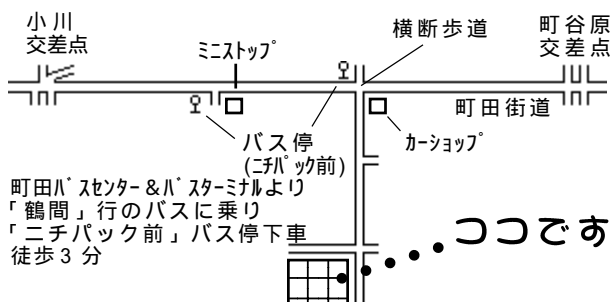 小川
交差点
ミニストップ
横断歩道
町谷原
交差点
町田街道
バス停
(ニチパック前)
カーショップ
町田バスセンター&バスターミナルより
「鶴間」行のバスに乗り
「ニチパック前」バス停下車
徒歩3分
ココです